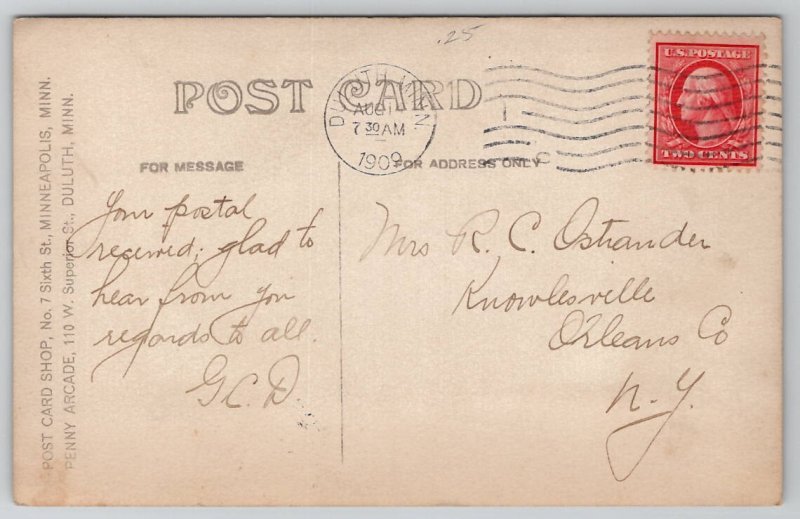 .25
POST CARD
DULUTH, MINN
AUG 1
7 30 AM
1909
U.S. POSTAGE
TWO CENTS
FOR MESSAGE
FOR ADDRESS ONLY
Your postal
received; glad to
hear from you
regards to all.
G.C.D
Mrs R. C. Ostrander
Knowlesville
Orleans Co
N.Y.
POST CARD SHOP, No. 7 Sixth St., MINNEAPOLIS, MINN.
PENNY ARCADE, 110 W. Superior St., DULUTH, MINN.